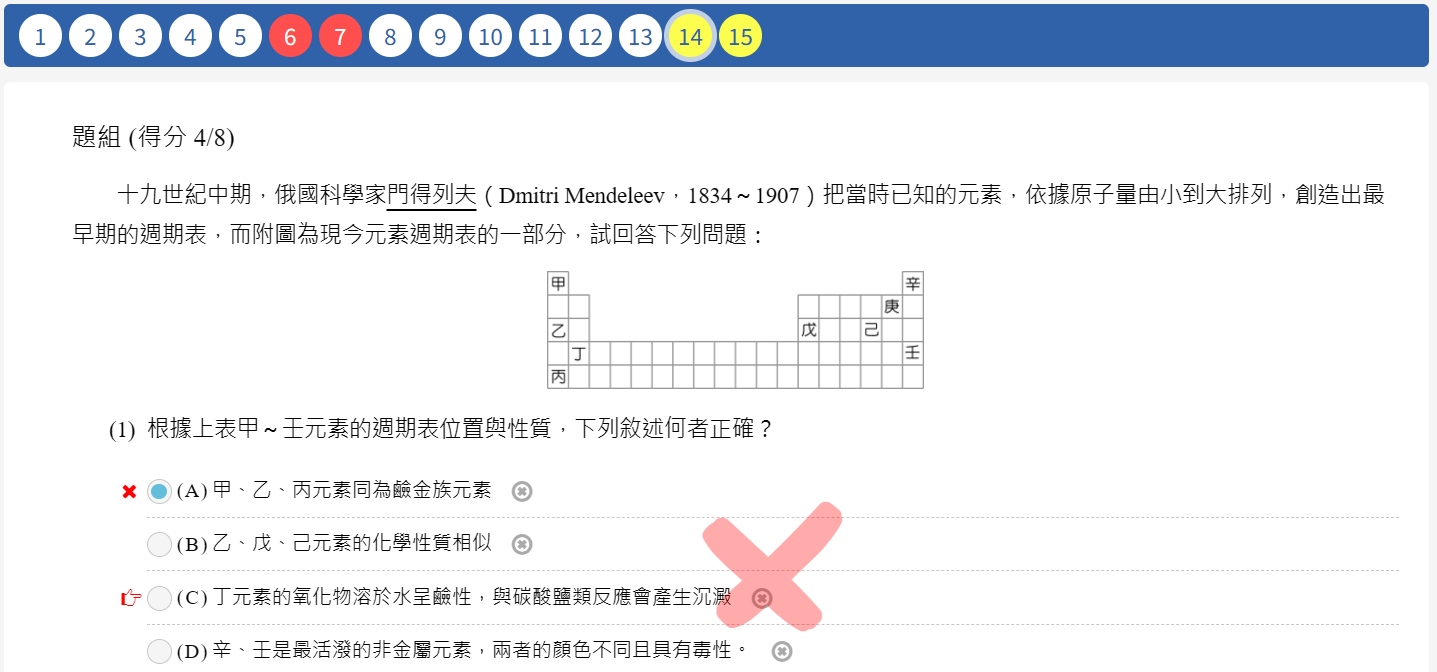 1 2 3 4 5 6 7 8 9 10 11 12 13 14 15
題組 (得分 4/8)
十九世紀中期，俄國科學家門得列夫（Dmitri Mendeleev，1834～1907）把當時已知的元素，依據原子量由小到大排列，創造出最
早期的週期表，而附圖為現今元素週期表的一部分，試回答下列問題：
甲 辛
庚
乙 戊 己
丁 壬
丙
(1) 根據上表甲～壬元素的週期表位置與性質，下列敘述何者正確？
(A) 甲、乙、丙元素同為鹼金族元素
(B) 乙、戊、己元素的化學性質相似
(C) 丁元素的氧化物溶於水呈鹼性，與碳酸鹽類反應會產生沉澱
(D) 辛、壬是最活潑的非金屬元素，兩者的顏色不同且具有毒性。